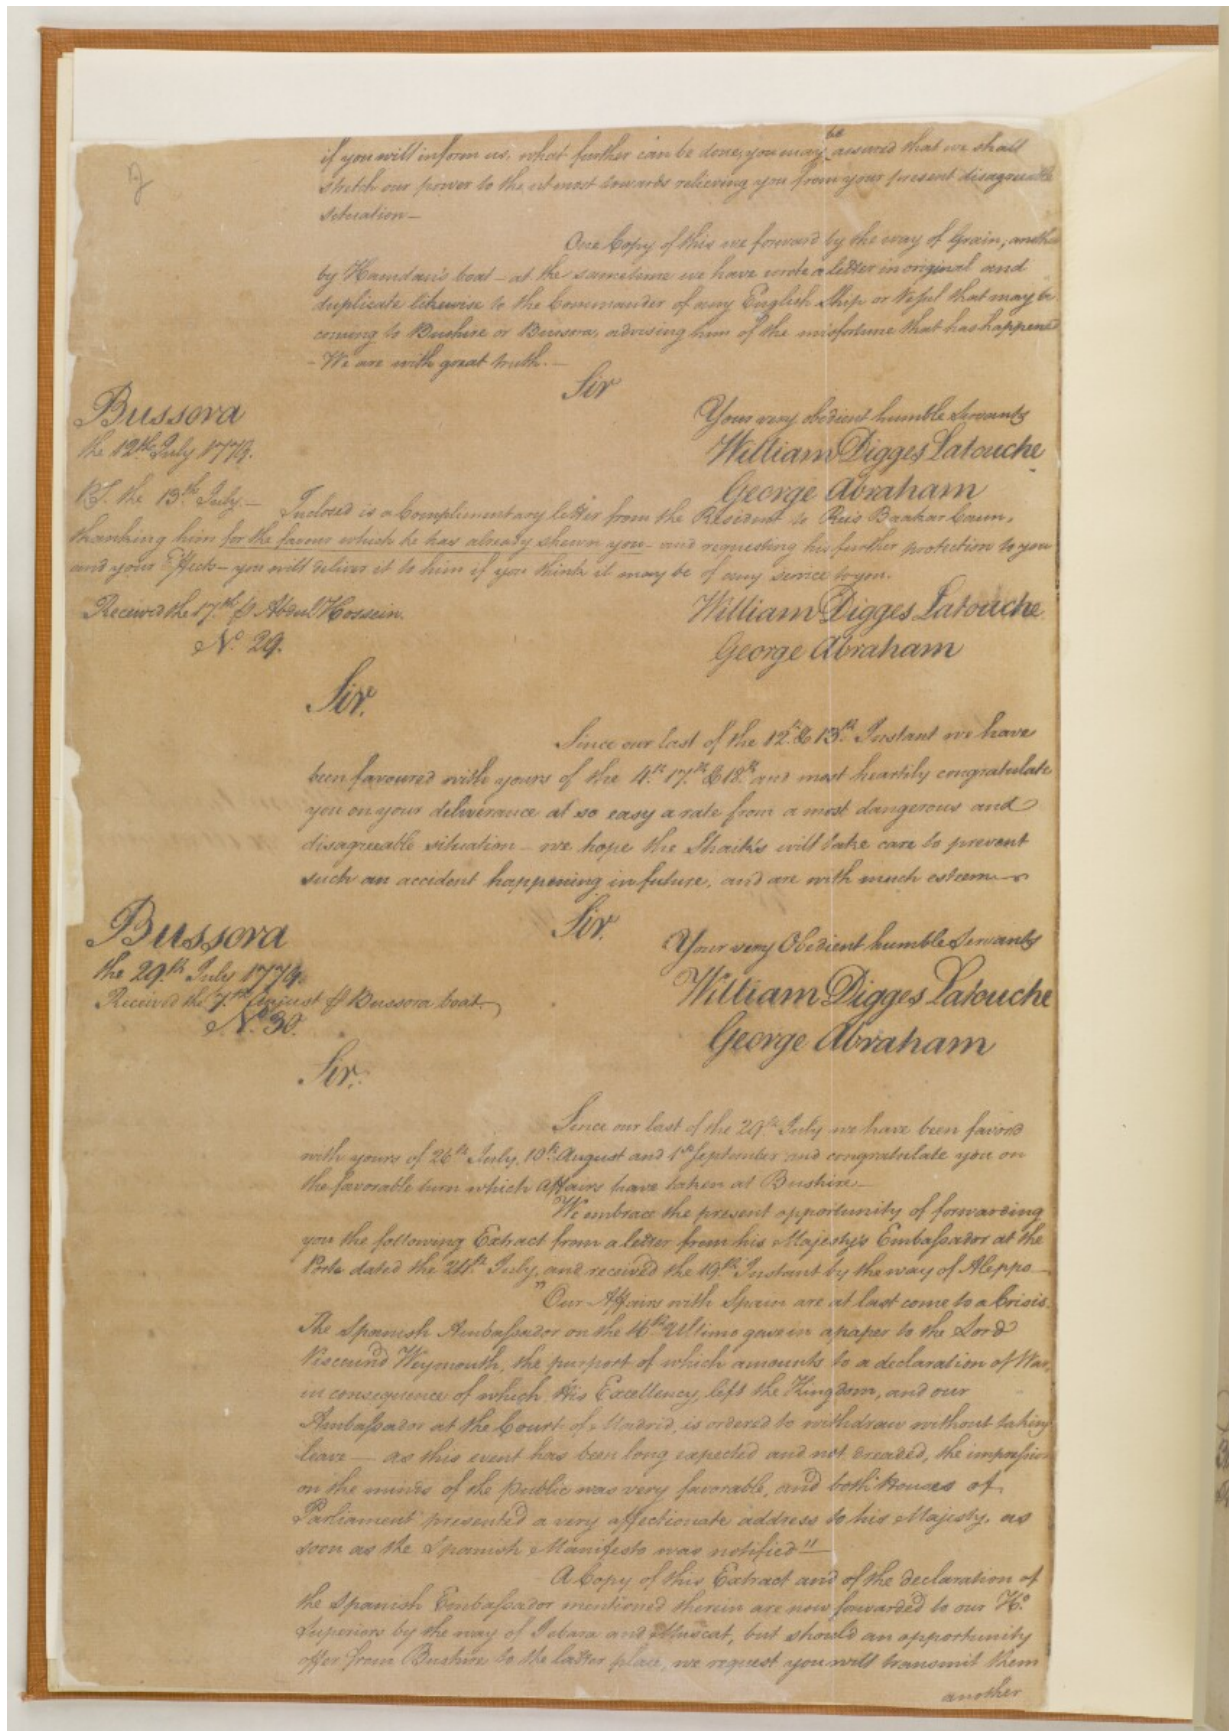 if you will inform us, what further can be done, you may be assured that we shall
stretch our power to the utmost towards relieving you from your present disagreeable
situation —
One Copy of this we forward by the way of Grain, another
by Hamdan's boat — at the sametime we have wrote a letter in original and
duplicate likewise to the Commander of any English Ship or Vessel that may be
coming to Bushire or Bussora, advising him of the misfortune that has happened
— We are with great truth. —
Sir
Bussora
Your very obedient humble Servants
the 12th July 1779.
William Digges Latouche
George Abraham
P.S. the 13th July. — Inclosed is a Complimentary letter from the Resident to Reis Baakar Caun,
thanking him for the favor which he has already shewn you — and requesting his further protection to you
and your Effects — you will deliver it to him if you think it may be of any service to you.
Received the 17th P Abdul Hossein.
William Digges Latouche
No. 29.
George Abraham
Sir.
Since our last of the 12th & 13th Instant we have
been favoured with yours of the 4th 17th & 18th and most heartily congratulate
you on your deliverance at so easy a rate from a most dangerous and
disagreeable situation — we hope the Shaiks will take care to prevent
such an accident happening in future, and are with much esteem —
Sir.
Bussora
Your very Obedient humble Servants
the 29th July 1779.
William Digges Latouche
Received the 7th August P Bussora boat.
No. 30.
George Abraham
Sir.
Since our last of the 29th July we have been favord
with yours of 26th July, 10th August and 1st September and congratulate you on
the favorable turn which Affairs have taken at Bushire —
We embrace the present opportunity of forwarding
you the following Extract from a letter from his Majesty's Embassador at the
Porte dated the 24th July, and received the 19th Instant by the way of Aleppo —
"Our Affairs with Spain are at last come to a Crisis.
The Spanish Ambassador on the 16th Ultimo gave in a paper to the Lord
Viscound Weymouth, the purport of which amounts to a declaration of War,
in consequence of which His Excellency, left the Kingdom, and our
Ambassador at the Court of Madrid, is ordered to withdraw without taking
leave — as this event has been long expected and not dreaded, the impression
on the minds of the public was very favorable, and both Houses of
Parliament presented a very affectionate address to his Majesty, as
soon as the Spanish Manifesto was notified" —
A Copy of this Extract and of the declaration of
the Spanish Embassador mentioned therein are now forwarded to our Ho.
Superiors by the way of Zebara and Muscat, but should an opportunity
offer from Bushire to the latter place, we request you will transmit them
another